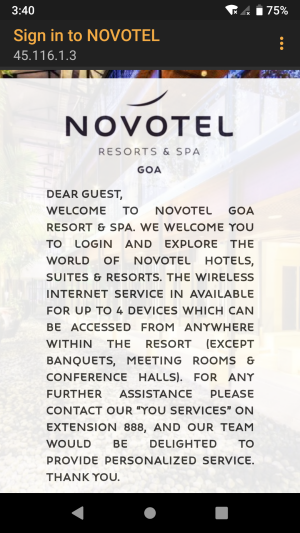 3:40
75%
Sign in to NOVOTEL
45.116.1.3
NOVOTEL
RESORTS & SPA
GOA
DEAR GUEST,
WELCOME TO NOVOTEL GOA
RESORT & SPA. WE WELCOME YOU
TO LOGIN AND EXPLORE THE
WORLD OF NOVOTEL HOTELS,
SUITES & RESORTS. THE WIRELESS
INTERNET SERVICE IN AVAILABLE
FOR UP TO 4 DEVICES WHICH CAN
BE ACCESSED FROM ANYWHERE
WITHIN THE RESORT (EXCEPT
BANQUETS, MEETING ROOMS &
CONFERENCE HALLS). FOR ANY
FURTHER ASSISTANCE PLEASE
CONTACT OUR "YOU SERVICES" ON
EXTENSION 888, AND OUR TEAM
WOULD BE DELIGHTED TO
PROVIDE PERSONALIZED SERVICE.
THANK YOU.